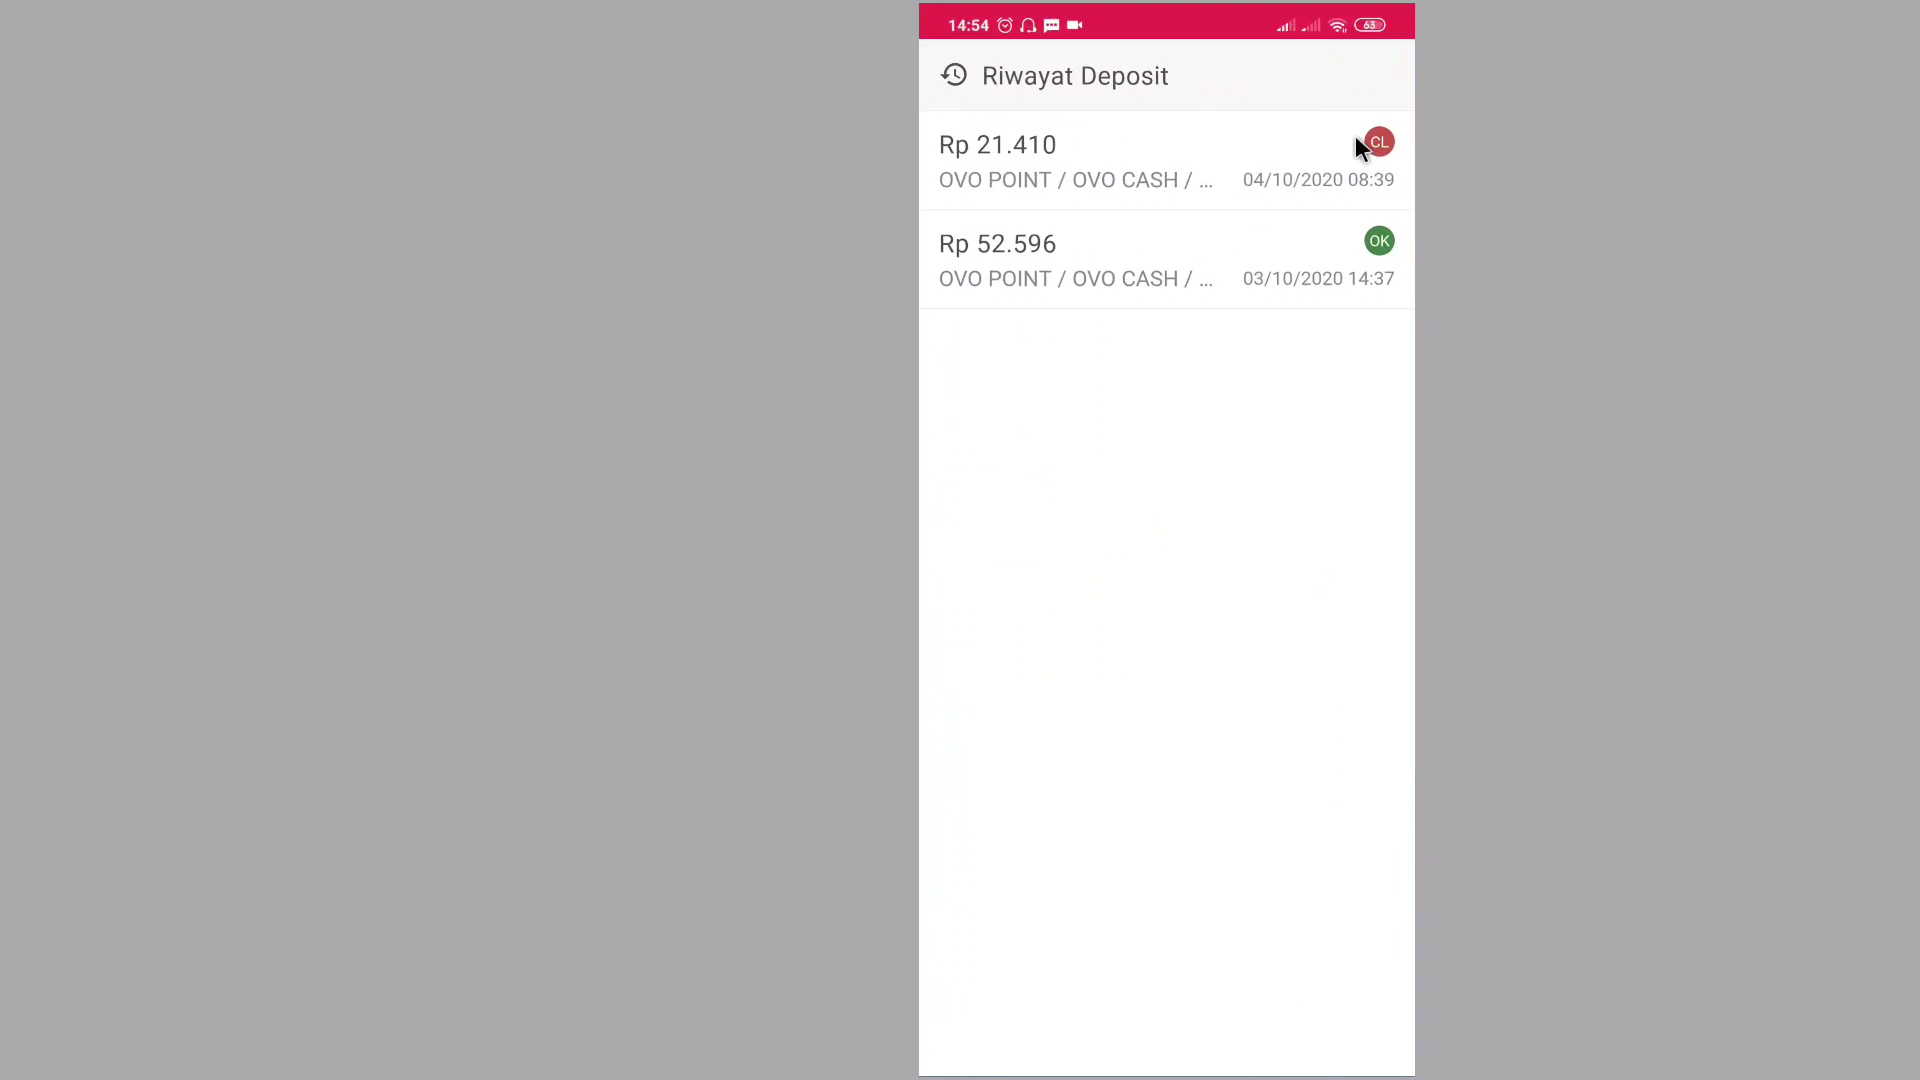 14:54 63
Riwayat Deposit
Rp 21.410 CL
OVO POINT / OVO CASH / ... 04/10/2020 08:39
Rp 52.596 OK
OVO POINT / OVO CASH / ... 03/10/2020 14:37